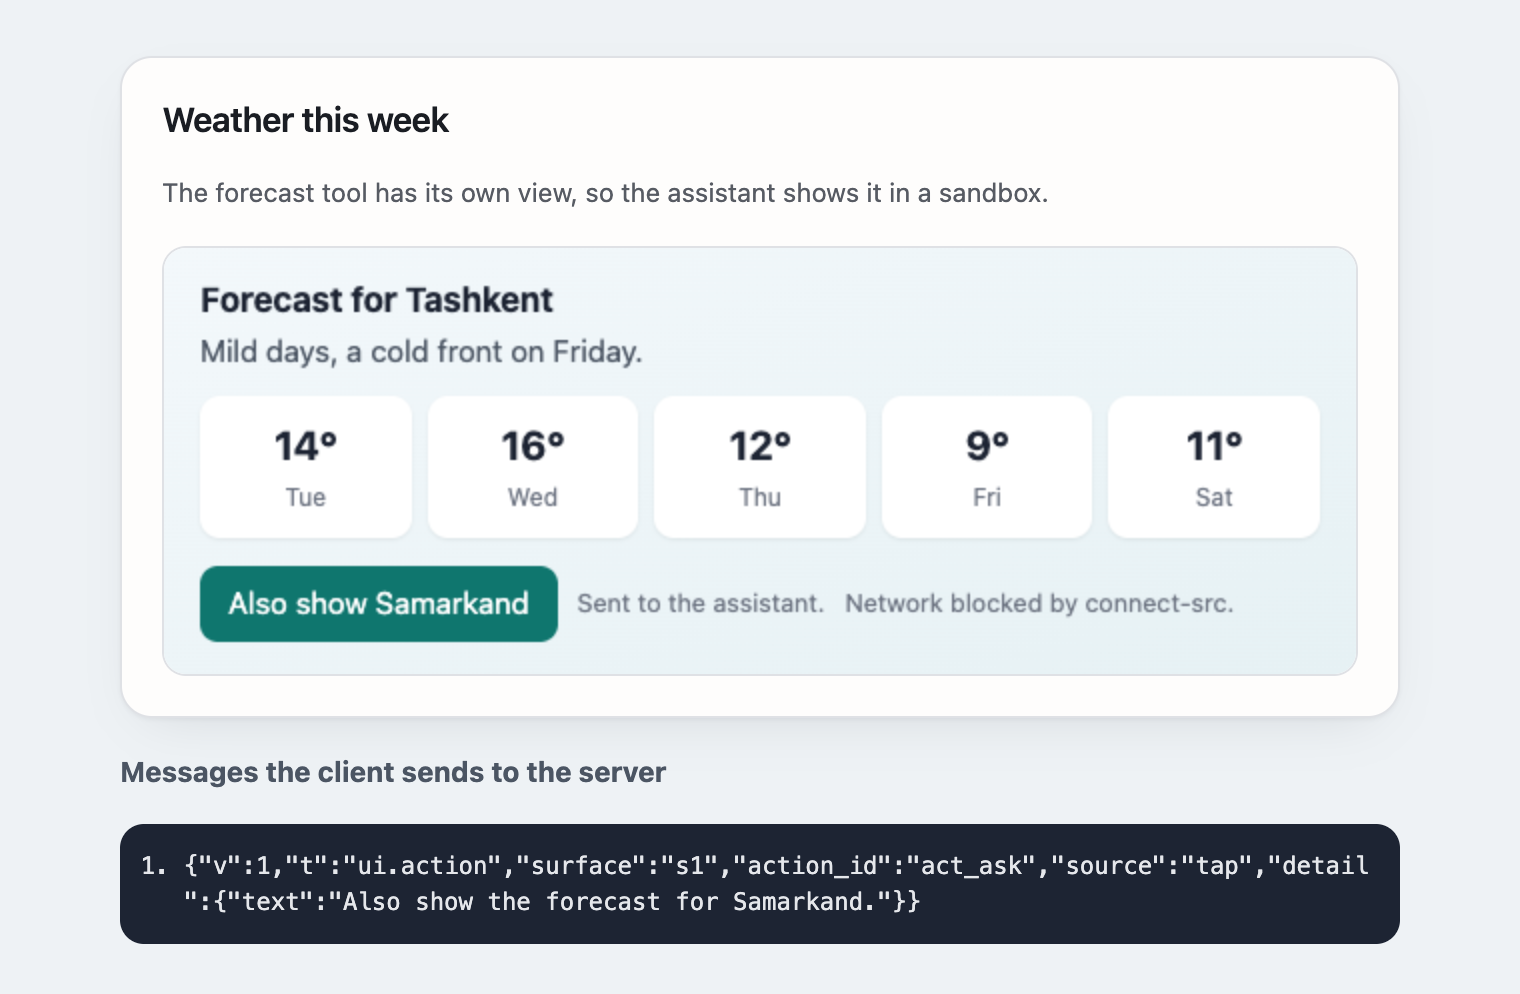 Weather this week
The forecast tool has its own view, so the assistant shows it in a sandbox.
Forecast for Tashkent
Mild days, a cold front on Friday.
14° 16° 12° 9° 11°
Tue Wed Thu Fri Sat
Also show Samarkand Sent to the assistant. Network blocked by connect-src.
Messages the client sends to the server
1. {"v":1,"t":"ui.action","surface":"s1","action_id":"act_ask","source":"tap","detail
":{"text":"Also show the forecast for Samarkand."}}